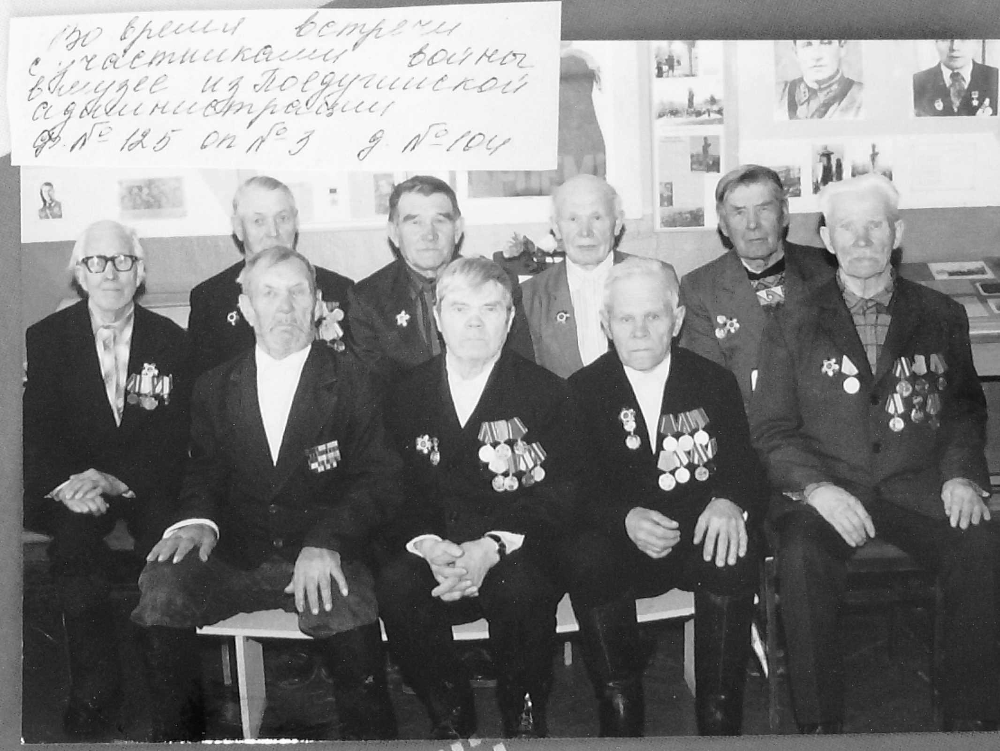 Во время встречи
с участниками войны
в музее из Поедугинской
администрации
ф. № 125 оп № 3 д. № 104